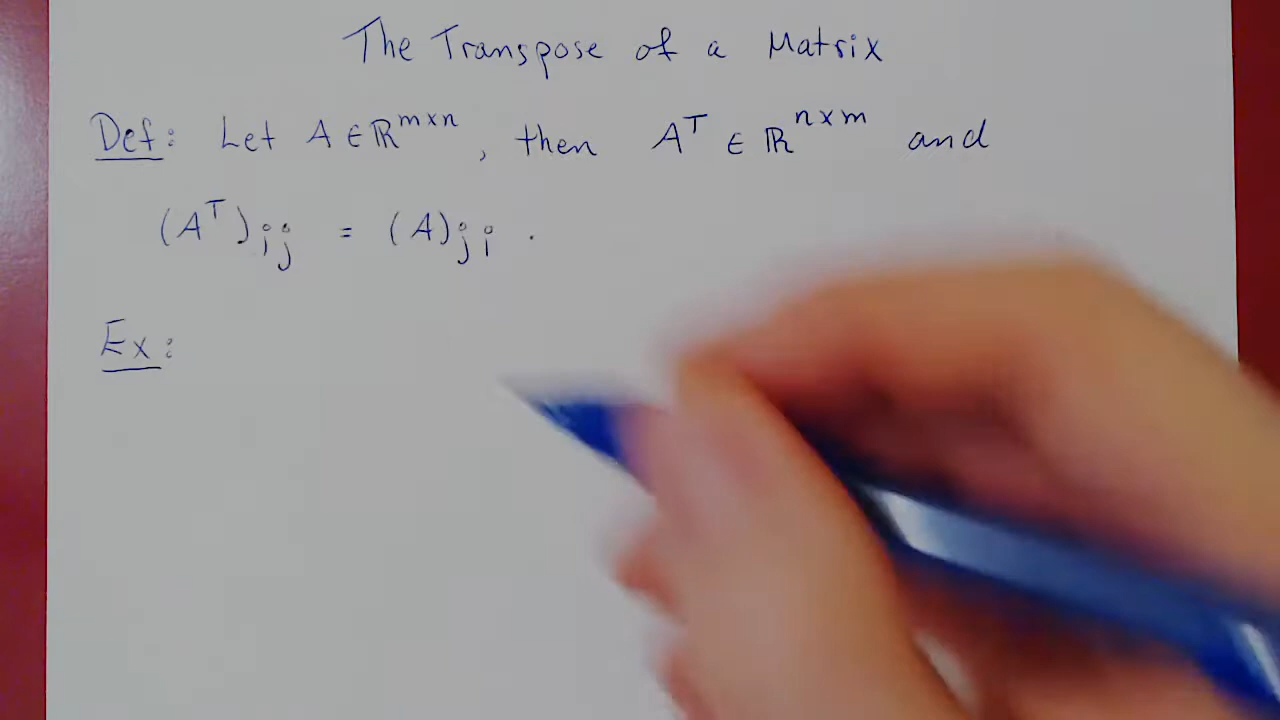 The Transpose of a Matrix
Def: Let A ∈ ℝ^{m×n}, then A^T ∈ ℝ^{n×m} and
(A^T)_{ij} = (A)_{ji}.
Ex: